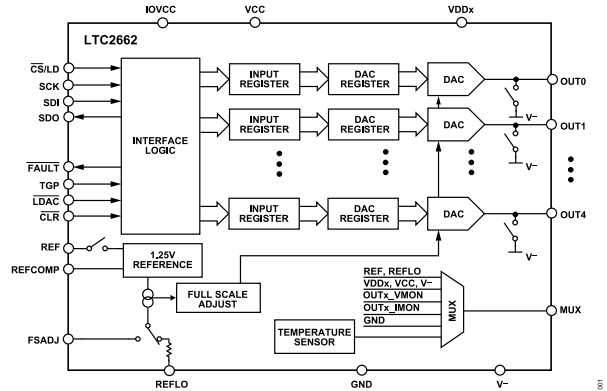 IOVCC
VCC
VDDx
LTC2662
CS/LD
SCK
SDI
SDO
FAULT
TGP
LDAC
CLR
REF
REFCOMP
FSADJ
INTERFACE
LOGIC
INPUT
REGISTER
DAC
REGISTER
DAC
OUT0
V–
INPUT
REGISTER
DAC
REGISTER
DAC
OUT1
V–
INPUT
REGISTER
DAC
REGISTER
DAC
OUT4
V–
1.25V
REFERENCE
FULL SCALE
ADJUST
REF, REFLO
VDDx, VCC, V–
OUTx_VMON
OUTx_IMON
GND
TEMPERATURE
SENSOR
MUX
MUX
REFLO
GND
V–
001